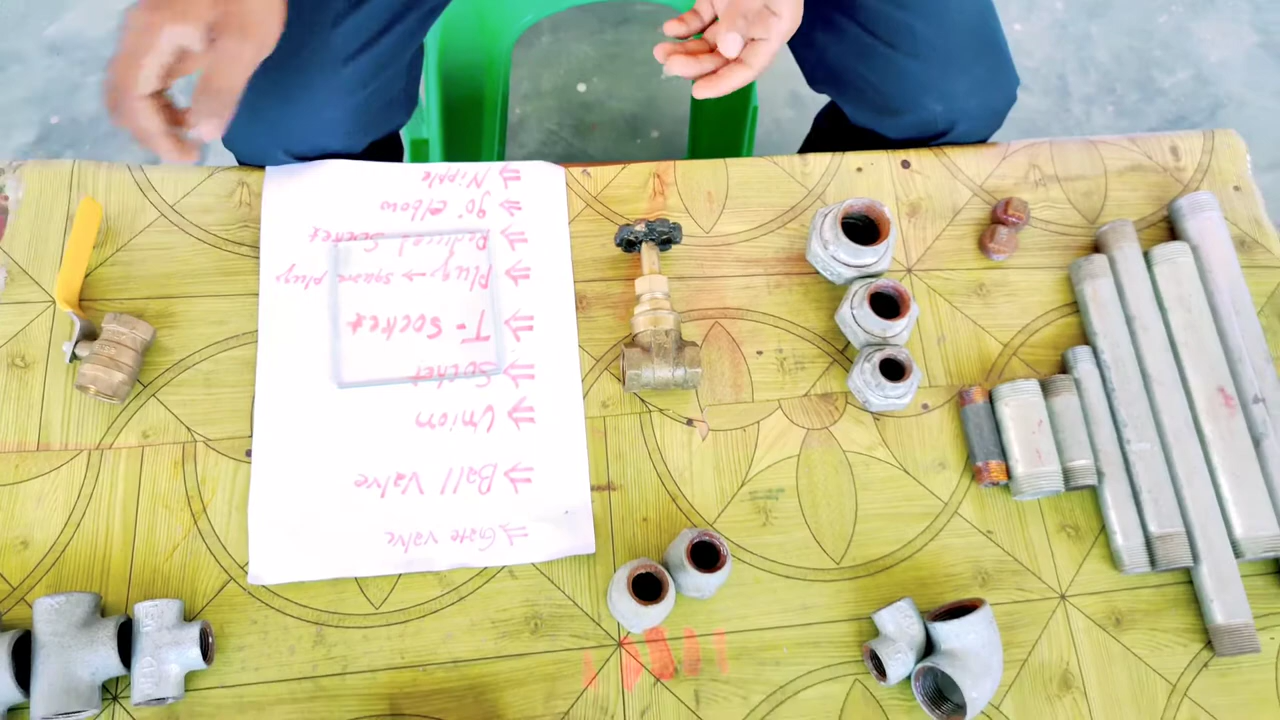 ⇒ Gate valve
⇒ Ball Valve
⇒ Union
⇒ Socket
⇒ T-Socket
⇒ Plug → square plug
⇒ Reduced Socket
⇒ 90° elbow
⇒ Nipple